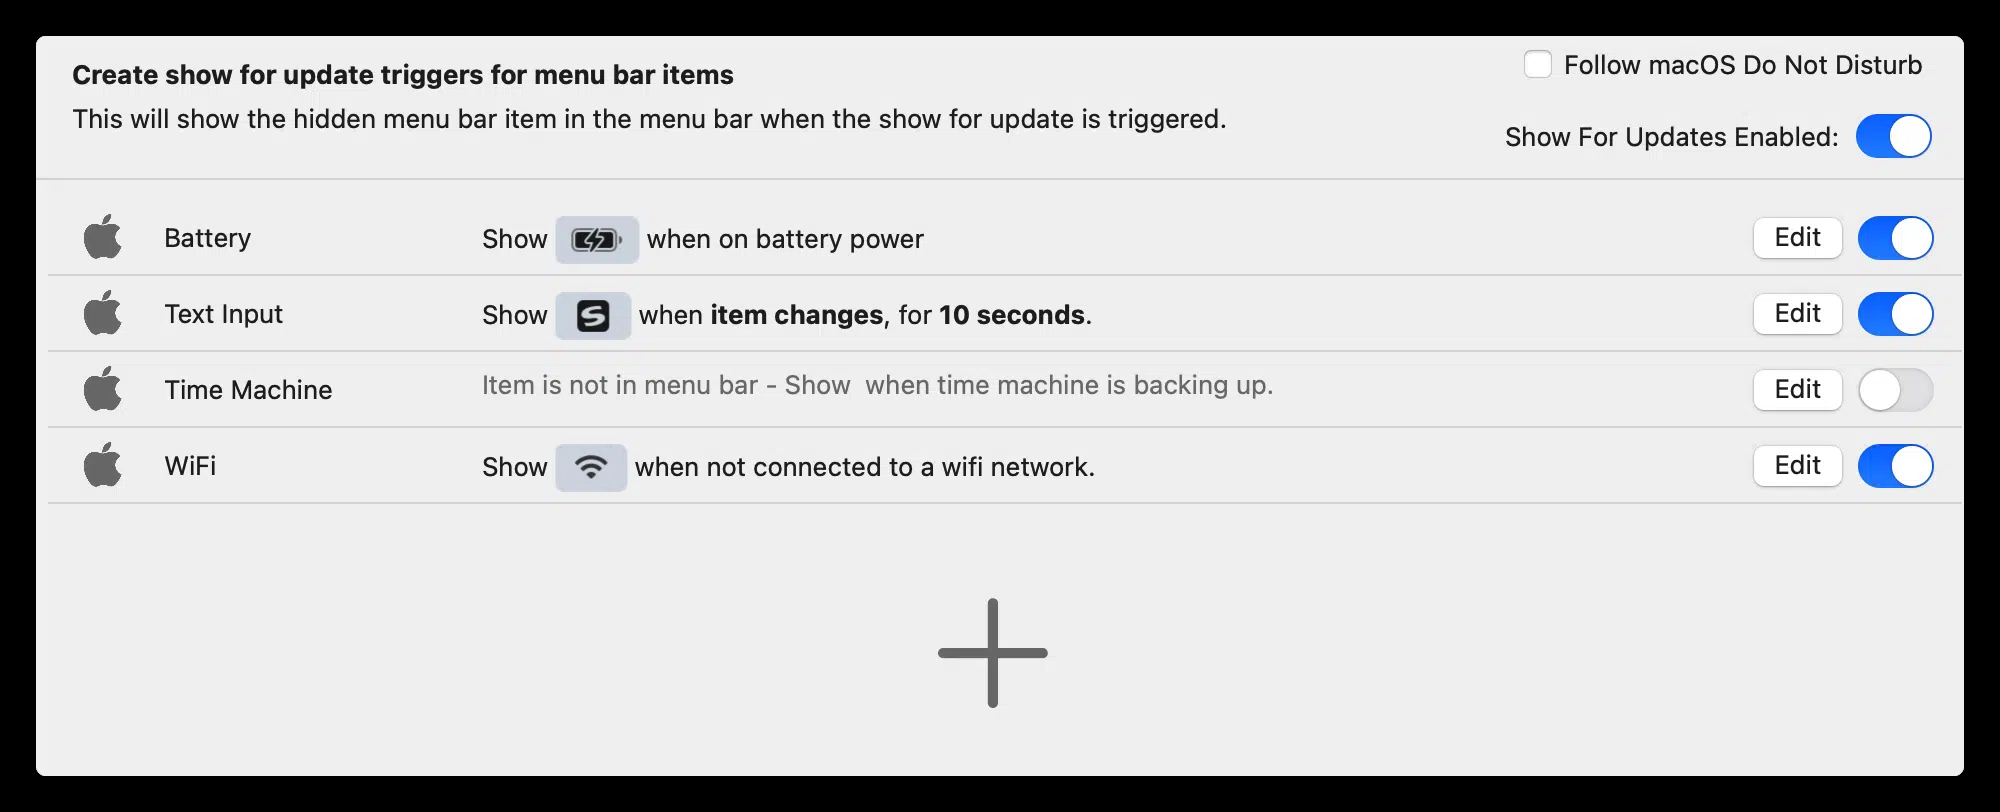 Create show for update triggers for menu bar items
Follow macOS Do Not Disturb
This will show the hidden menu bar item in the menu bar when the show for update is triggered.
Show For Updates Enabled:
Battery Show when on battery power Edit
Text Input Show S when item changes, for 10 seconds. Edit
Time Machine Item is not in menu bar - Show  when time machine is backing up. Edit
WiFi Show when not connected to a wifi network. Edit